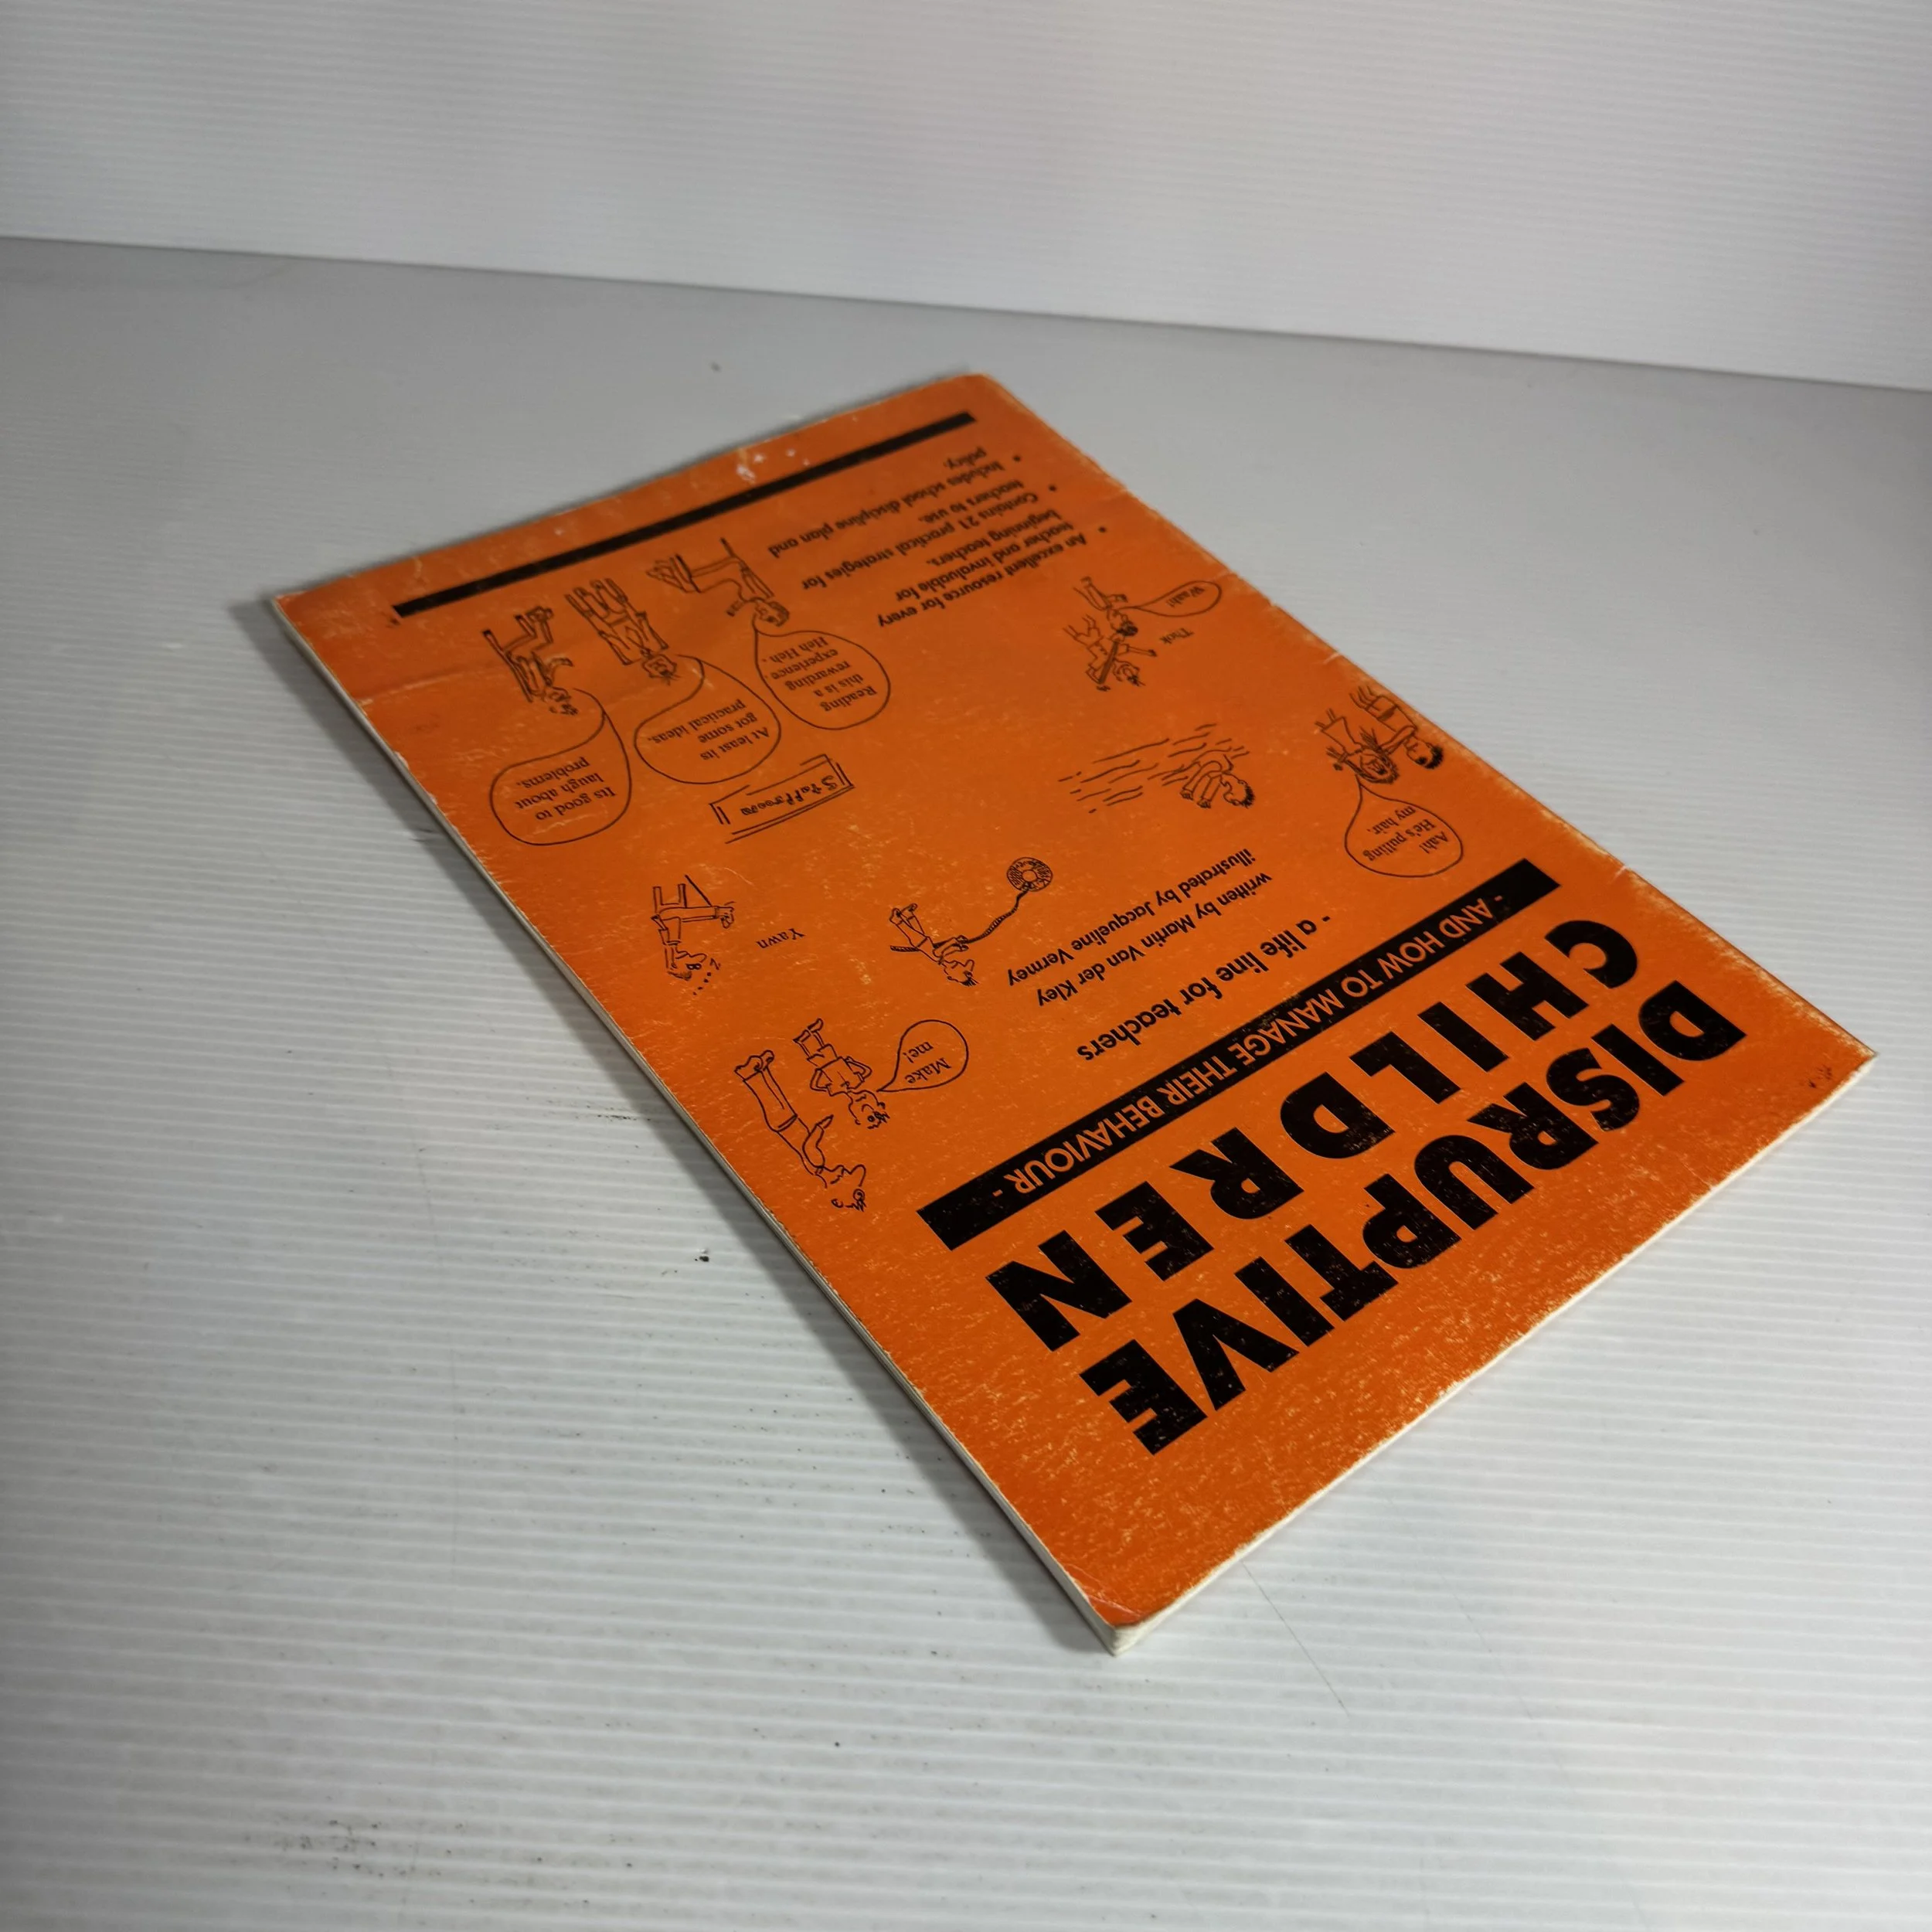 DISRUPTIVE
CHILDREN
- AND HOW TO MANAGE THEIR BEHAVIOUR -
- a life line for teachers
written by Martin Van der Kley
illustrated by Jacqueline Vermey
Aah!
He's pulling
my hair.
Make
me!
Yawn
Tick
Waah!
Staffroom
Reading
this is a
rewarding
experience.
Heh Heh.
At least its
got some
practical ideas.
Its good to
laugh about
problems.
• An excellent resource for every
teacher and invaluable for
beginning teachers.
• Contains 21 practical strategies for
teachers to use.
• Includes school discipline plan and
policy.